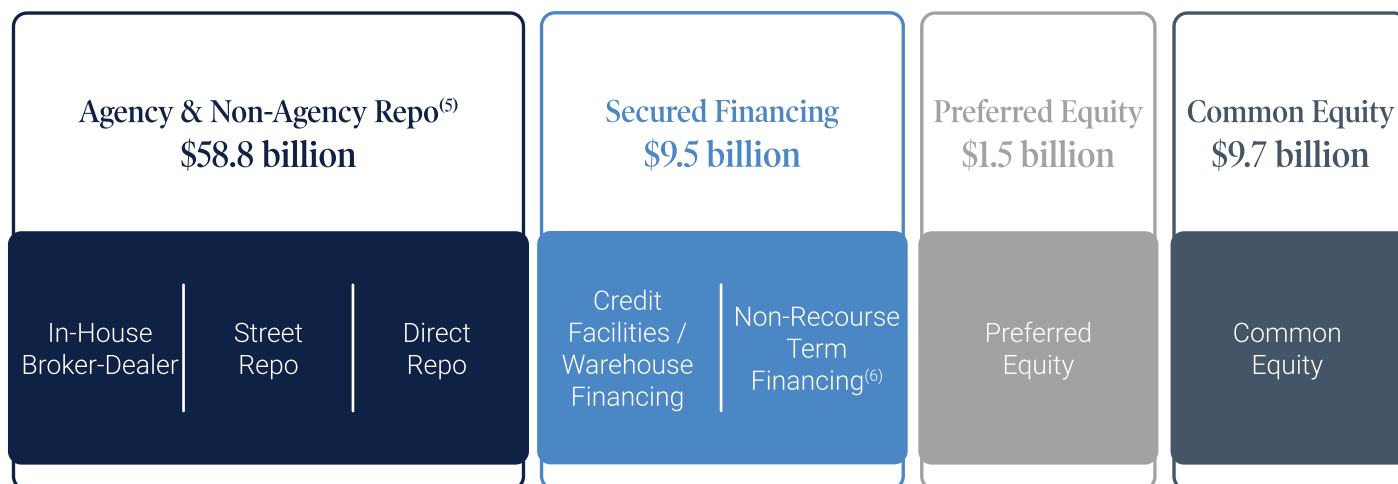 Agency & Non-Agency Repo(5)
$58.8 billion
Secured Financing
$9.5 billion
Preferred Equity
$1.5 billion
Common Equity
$9.7 billion
In-House
Broker-Dealer
Street
Repo
Direct
Repo
Credit
Facilities /
Warehouse
Financing
Non-Recourse
Term
Financing(6)
Preferred
Equity
Common
Equity